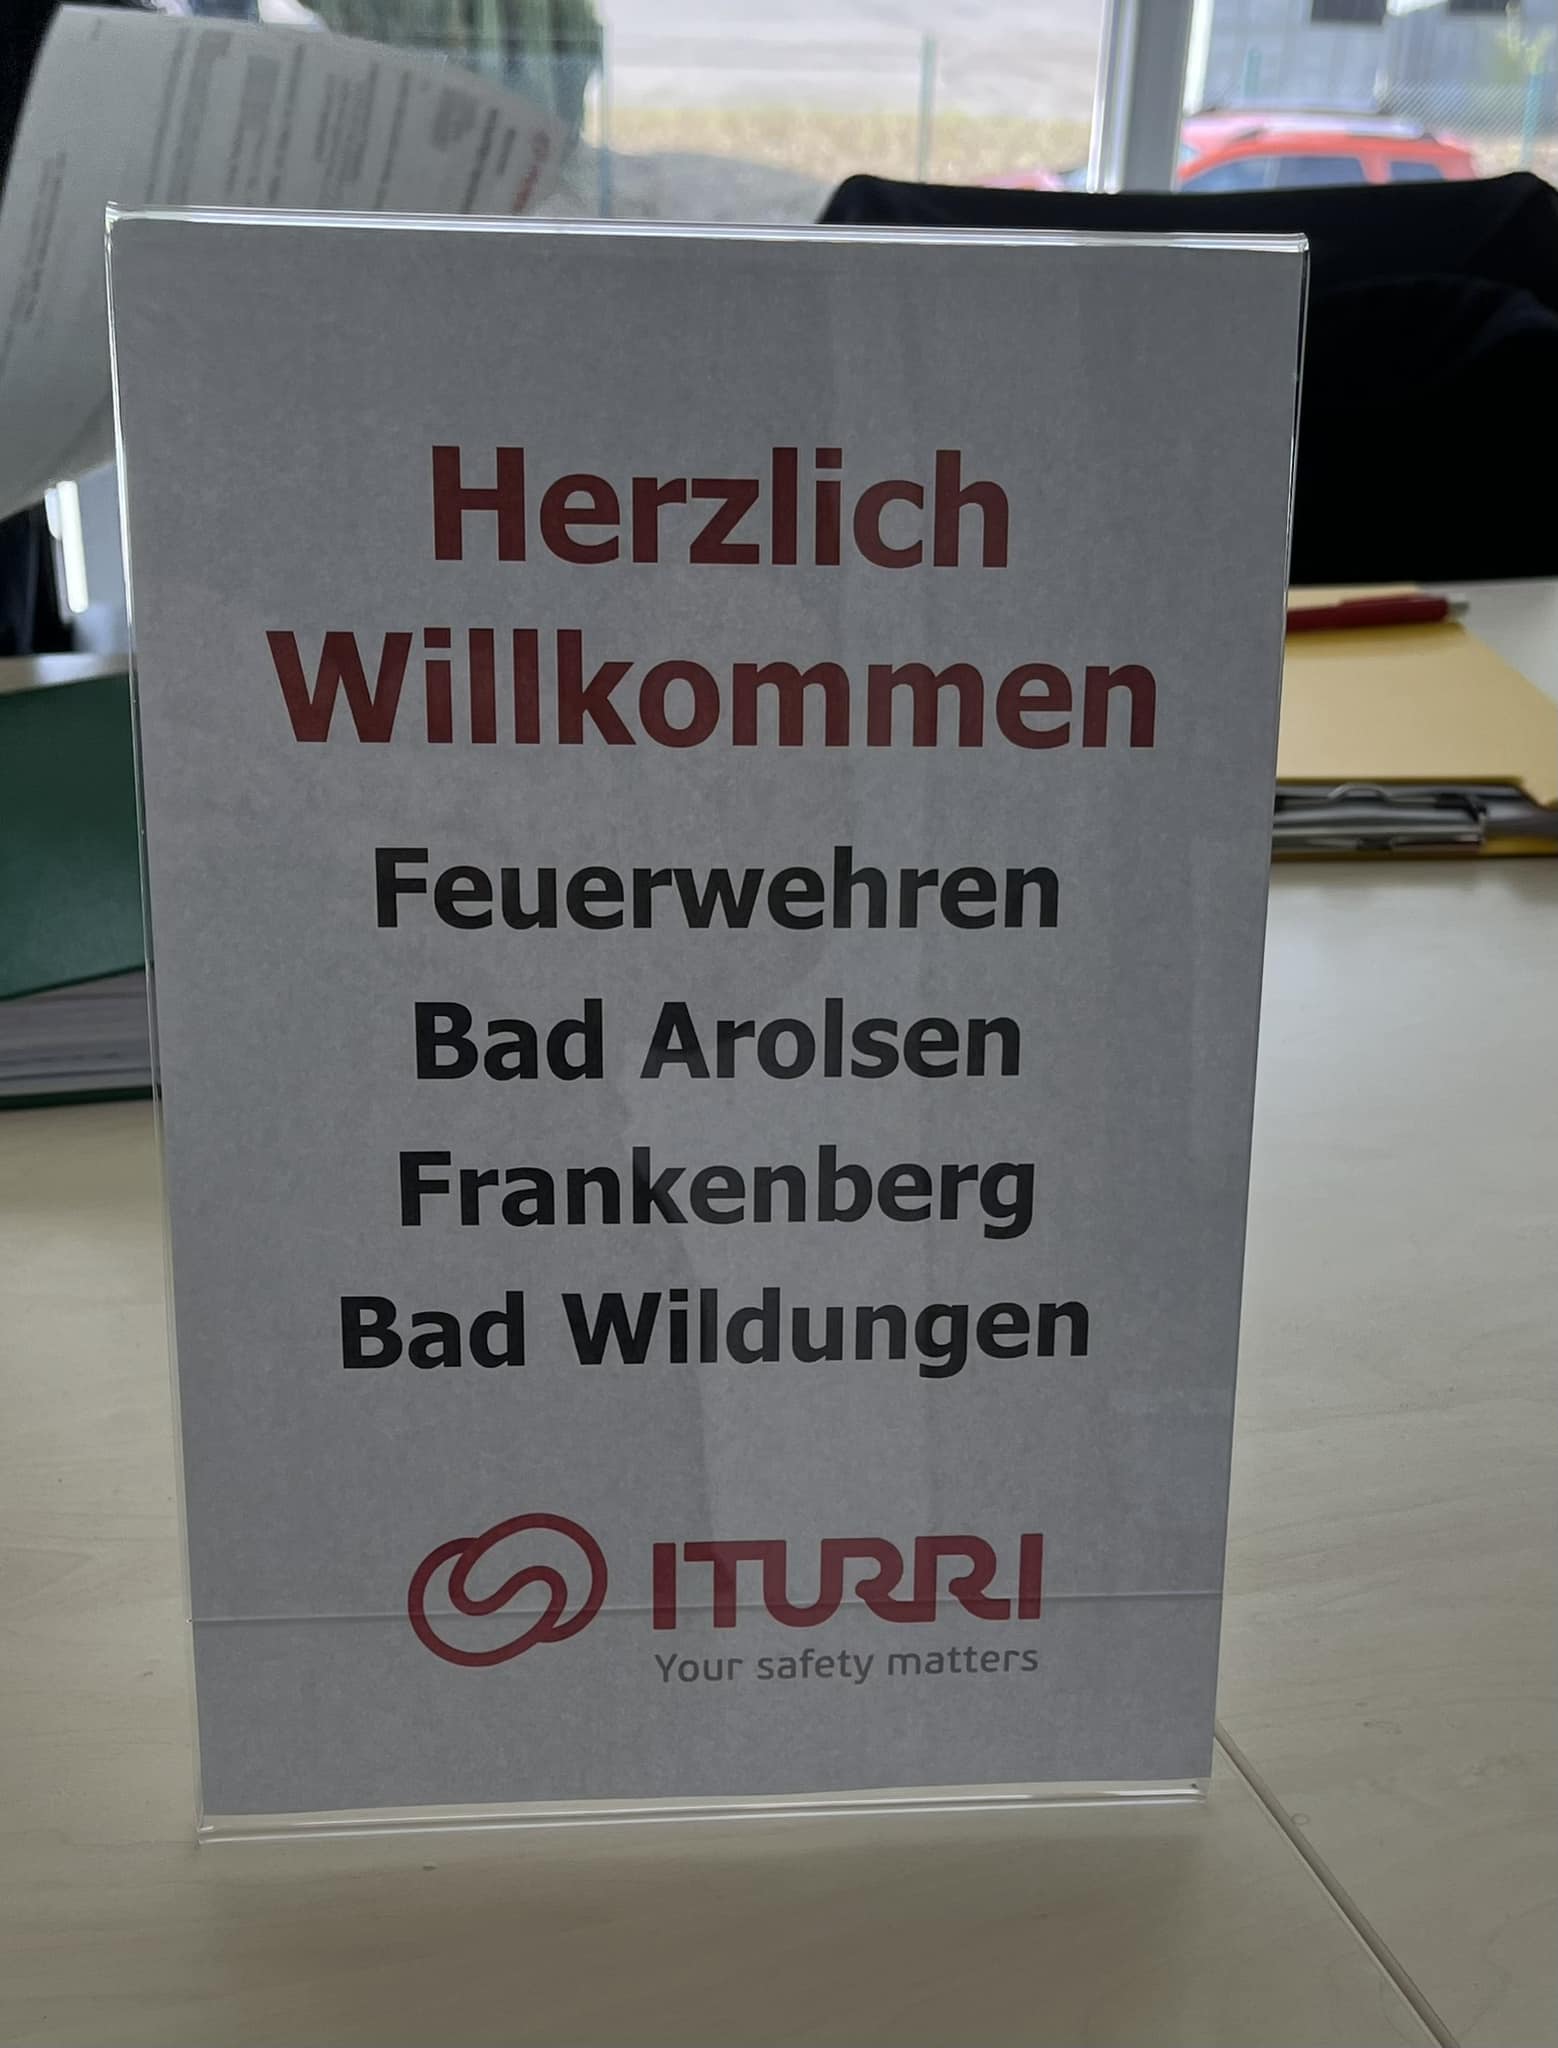 Herzlich
Willkommen
Feuerwehren
Bad Arolsen
Frankenberg
Bad Wildungen
ITURRI
Your safety matters